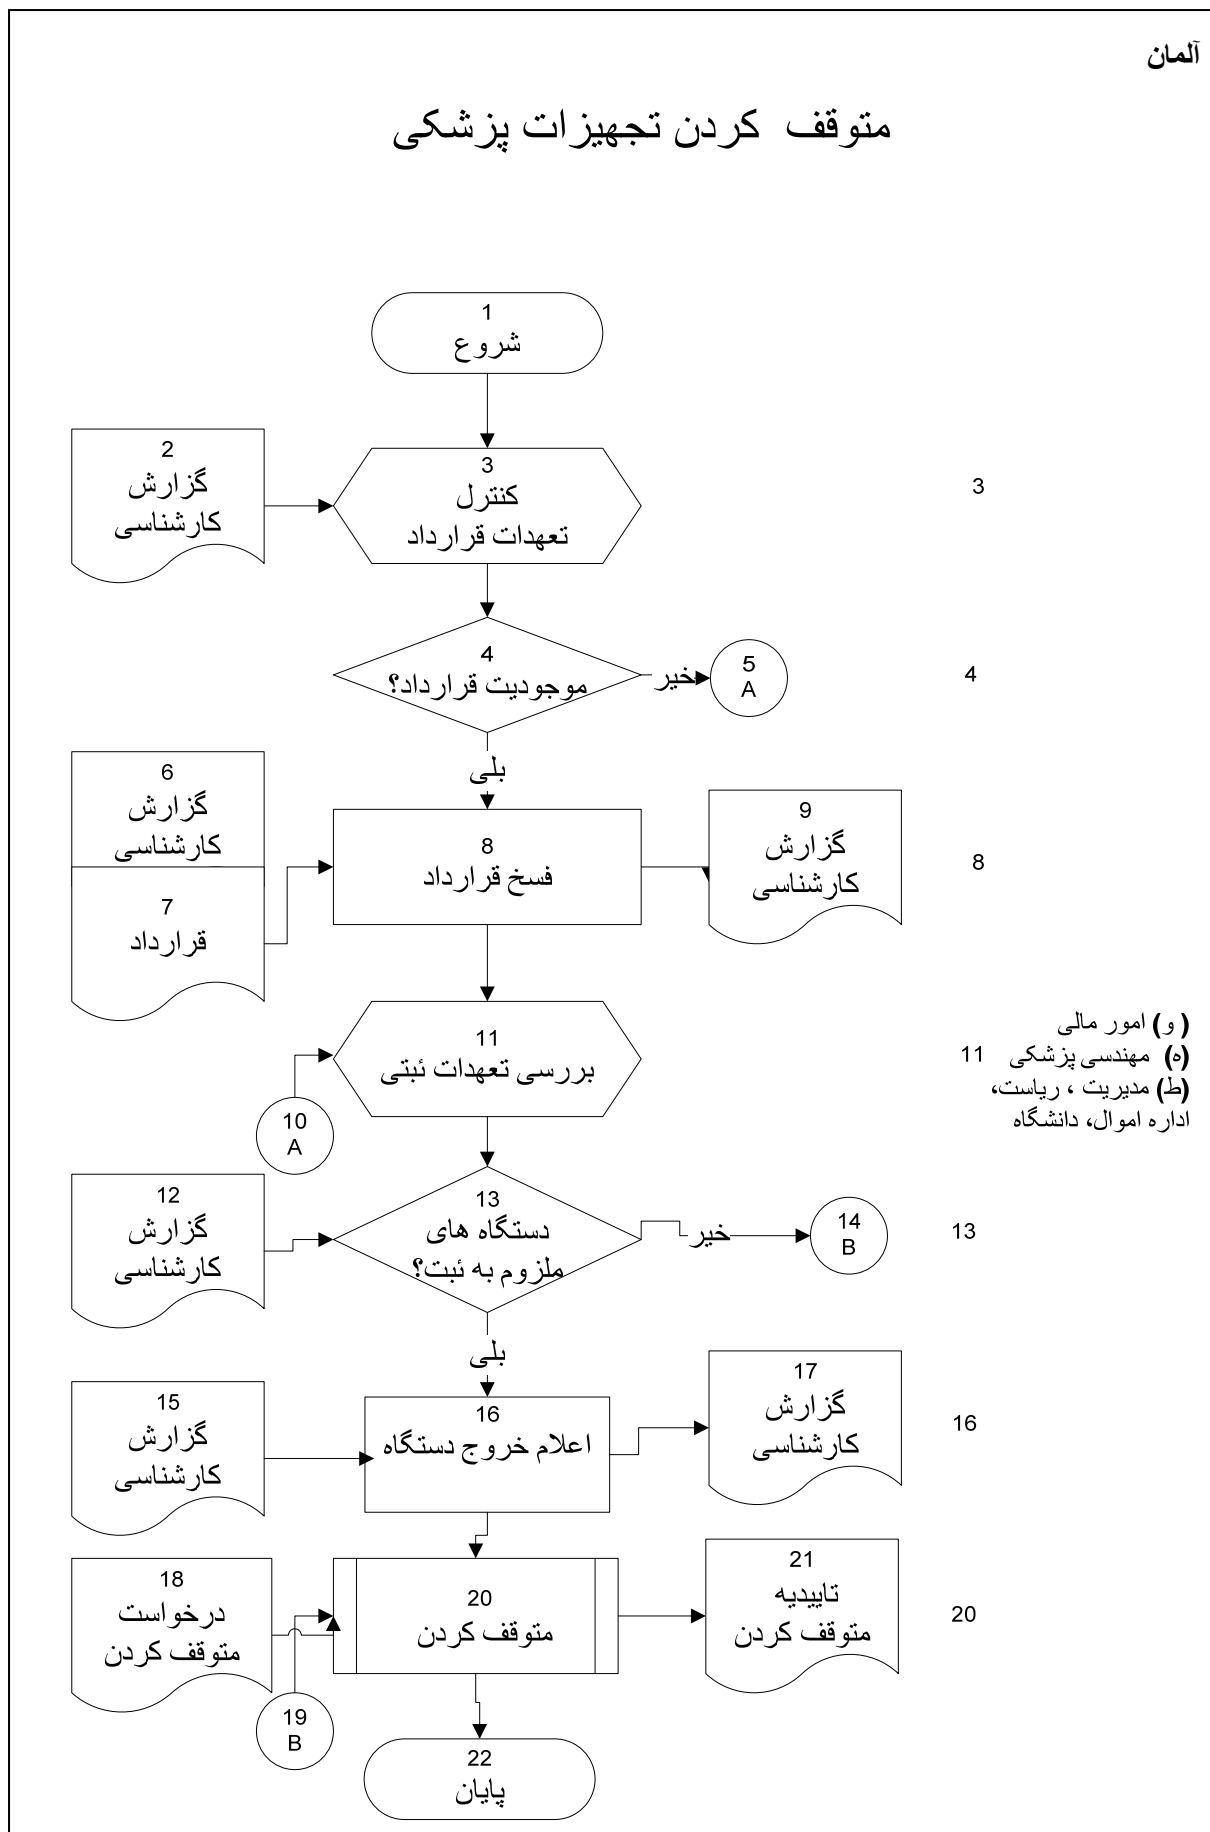 آلمان
متوقف کردن تجهیزات پزشکی
1
شروع
2
گزارش
کارشناسی
3
کنترل
تعهدات قرارداد
3
4
موجودیت قرارداد؟
خیر
5
A
4
بلی
6
گزارش
کارشناسی
7
قرارداد
8
فسخ قرارداد
9
گزارش
کارشناسی
8
10
A
11
بررسی تعهدات ثبتی
11
( و) امور مالی
(ه) مهندسی پزشکی
(ط) مدیریت ، ریاست،
اداره اموال، دانشگاه
12
گزارش
کارشناسی
13
دستگاه های
ملزوم به ثبت؟
خیر
14
B
13
بلی
15
گزارش
کارشناسی
16
اعلام خروج دستگاه
17
گزارش
کارشناسی
16
18
درخواست
متوقف کردن
19
B
20
متوقف کردن
21
تاییدیه
متوقف کردن
20
22
پایان